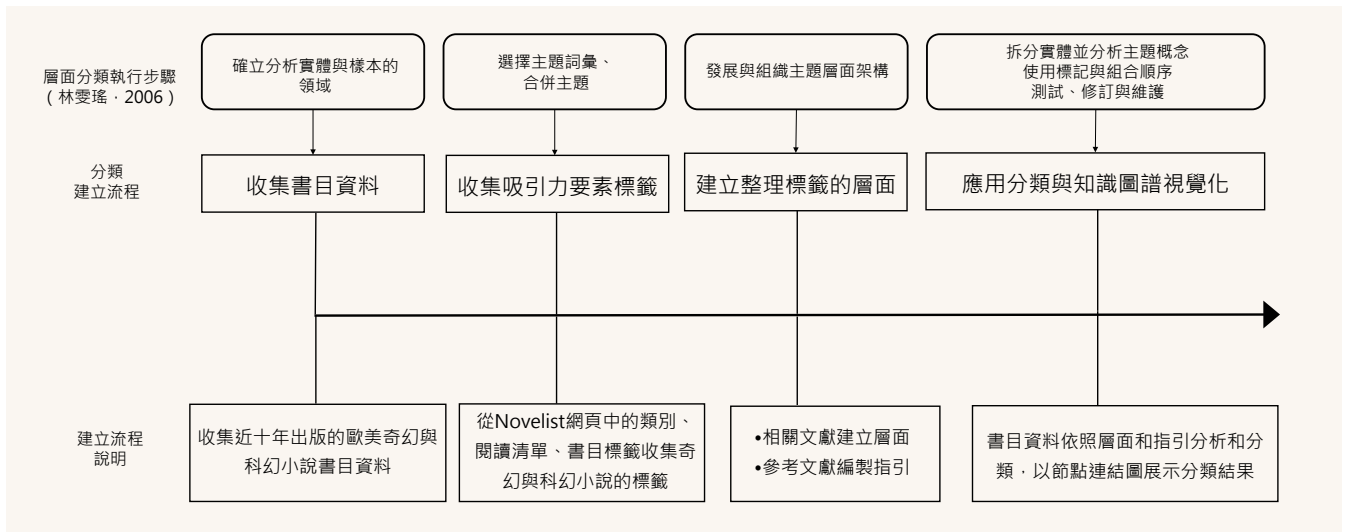 層面分類執行步驟
（林雯瑤，2006）
確立分析實體與樣本的
領域
選擇主題詞彙、
合併主題
發展與組織主題層面架構
拆分實體並分析主題概念
使用標記與組合順序
測試、修訂與維護
分類
建立流程
收集書目資料
收集吸引力要素標籤
建立整理標籤的層面
應用分類與知識圖譜視覺化
建立流程
說明
收集近十年出版的歐美奇幻與
科幻小說書目資料
從Novelist網頁中的類別、
閱讀清單、書目標籤收集奇
幻與科幻小說的標籤
•相關文獻建立層面
•參考文獻編製指引
書目資料依照層面和指引分析和分
類，以節點連結圖展示分類結果